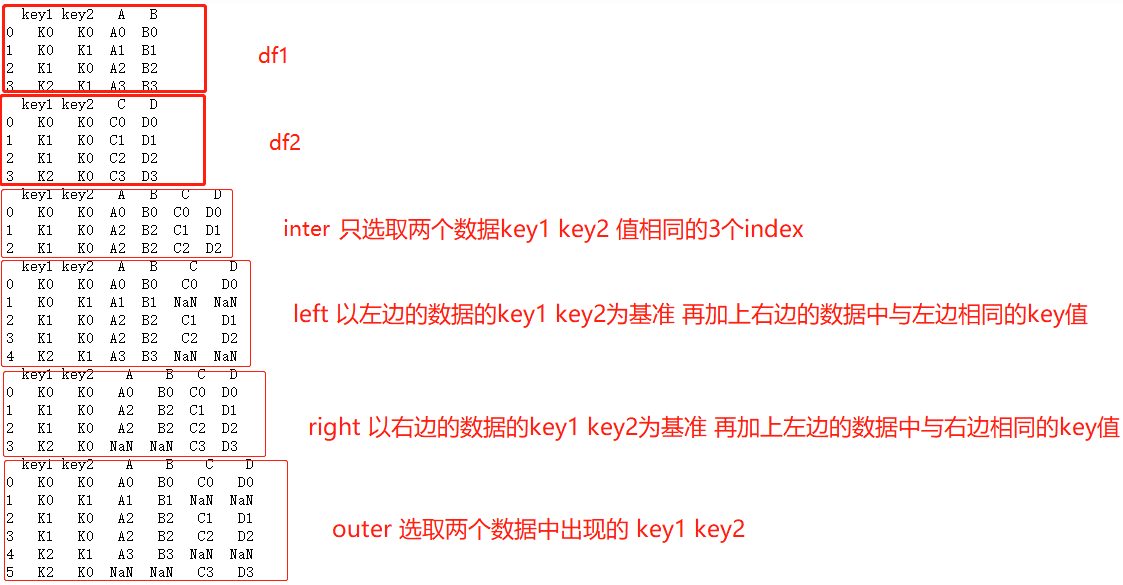 key1 key2 A B
0 K0 K0 A0 B0
1 K0 K1 A1 B1
df1
2 K1 K0 A2 B2
3 K2 K1 A3 B3
key1 key2 C D
0 K0 K0 C0 D0
1 K1 K0 C1 D1
df2
2 K1 K0 C2 D2
3 K2 K0 C3 D3
key1 key2 A B C D
0 K0 K0 A0 B0 C0 D0
1 K1 K0 A2 B2 C1 D1
inter 只选取两个数据key1 key2 值相同的3个index
2 K1 K0 A2 B2 C2 D2
key1 key2 A B C D
0 K0 K0 A0 B0 C0 D0
1 K0 K1 A1 B1 NaN NaN
2 K1 K0 A2 B2 C1 D1
left 以左边的数据的key1 key2为基准 再加上右边的数据中与左边相同的key值
3 K1 K0 A2 B2 C2 D2
4 K2 K1 A3 B3 NaN NaN
key1 key2 A B C D
0 K0 K0 A0 B0 C0 D0
1 K1 K0 A2 B2 C1 D1
2 K1 K0 A2 B2 C2 D2
right 以右边的数据的key1 key2为基准 再加上左边的数据中与右边相同的key值
3 K2 K0 NaN NaN C3 D3
key1 key2 A B C D
0 K0 K0 A0 B0 C0 D0
1 K0 K1 A1 B1 NaN NaN
2 K1 K0 A2 B2 C1 D1
outer 选取两个数据中出现的 key1 key2
3 K1 K0 A2 B2 C2 D2
4 K2 K1 A3 B3 NaN NaN
5 K2 K0 NaN NaN C3 D3